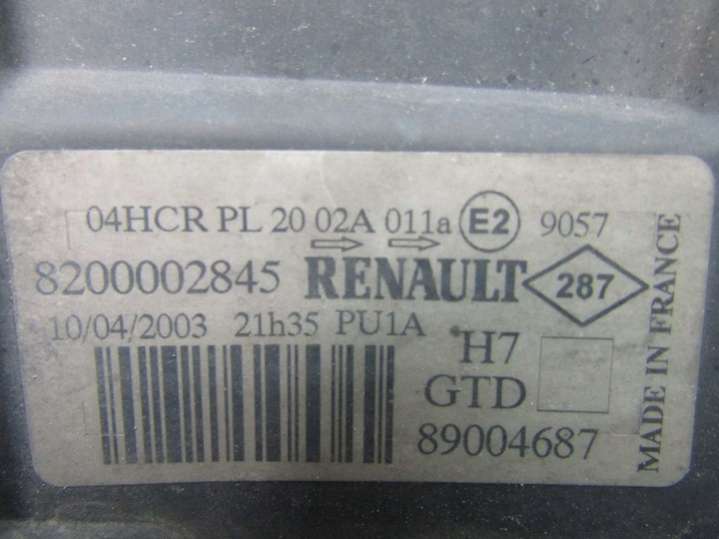 04HCR PL 20 02A 011a E2 9057
8200002845 RENAULT 287
10/04/2003 21h35 PU1A
H7
GTD
89004687
MADE IN FRANCE